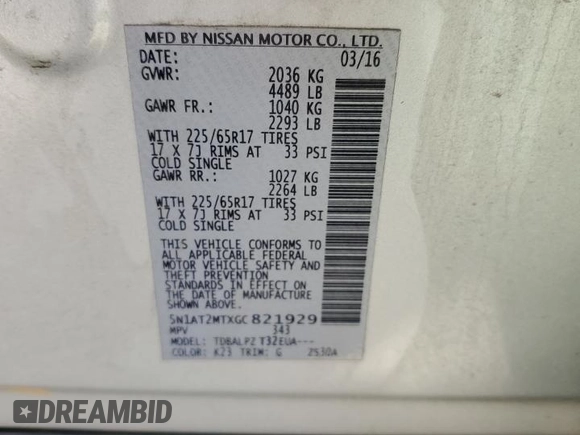 MFD BY NISSAN MOTOR CO., LTD.
DATE: 03/16
GVWR: 2036 KG
4489 LB
GAWR FR.: 1040 KG
2293 LB
WITH 225/65R17 TIRES
17 X 7J RIMS AT 33 PSI
COLD SINGLE
GAWR RR.: 1027 KG
2264 LB
WITH 225/65R17 TIRES
17 X 7J RIMS AT 33 PSI
COLD SINGLE
THIS VEHICLE CONFORMS TO
ALL APPLICABLE FEDERAL
MOTOR VEHICLE SAFETY AND
THEFT PREVENTION
STANDARDS IN EFFECT ON
THE DATE OF MANUFACTURE
SHOWN ABOVE.
5N1AT2MTXGC821929
MPV 343
MODEL: TDBALPZ T32EUA---
COLOR: K23 TRIM: G 2530A
DREAMBID